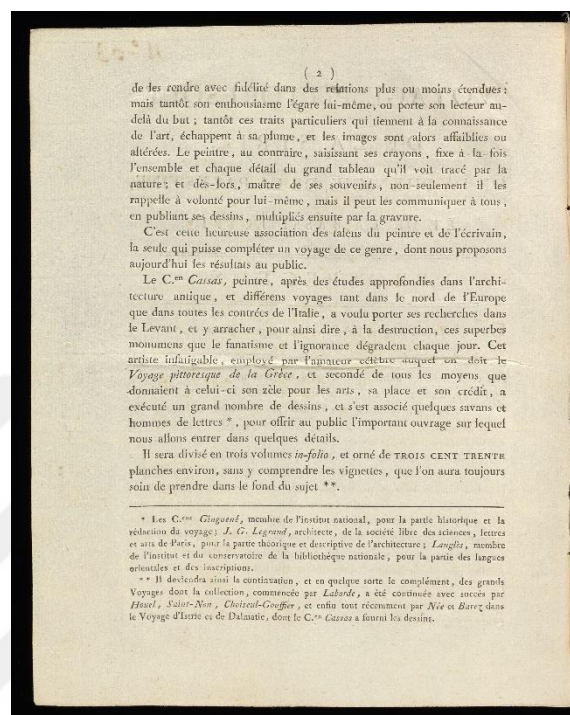 ( 2 )
de les rendre avec fidélité dans des relations plus ou moins étendues ;
mais tantôt son enthousiasme l'égare lui-même, ou porte son lecteur au-
delà du but ; tantôt ces traits particuliers qui tiennent à la connaissance
de l'art, échappent à sa plume, et les images sont alors affaiblies ou
altérées. Le peintre, au contraire, saisissant ses crayons, fixe à-la-fois
l'ensemble et chaque détail du grand tableau qu'il voit tracé par la
nature ; et dès-lors, maître de ses souvenirs, non-seulement il les
rappelle à volonté pour lui-même, mais il peut les communiquer à tous,
en publiant ses dessins, multipliés ensuite par la gravure.
C'est cette heureuse association des talens du peintre et de l'écrivain,
la seule qui puisse compléter un voyage de ce genre, dont nous proposons
aujourd'hui les résultats au public.
Le C.en Cassas, peintre, après des études approfondies dans l'archi-
tecture antique, et différens voyages tant dans le nord de l'Europe
que dans toutes les contrées de l'Italie, a voulu porter ses recherches dans
le Levant, et y arracher, pour ainsi dire, à la destruction, ces superbes
monumens que le fanatisme et l'ignorance dégradent chaque jour. Cet
artiste infatigable, employé par l'amateur célèbre auquel on doit le
Voyage pittoresque de la Grèce, et secondé de tous les moyens que
donnaient à celui-ci son zèle pour les arts, sa place et son crédit, a
exécuté un grand nombre de dessins, et s'est associé quelques savans et
hommes de lettres *, pour offrir au public l'important ouvrage sur lequel
nous allons entrer dans quelques détails.
Il sera divisé en trois volumes in-folio, et orné de TROIS CENT TRENTE
planches environ, sans y comprendre les vignettes, que l'on aura toujours
soin de prendre dans le fond du sujet **.
* Les C.ens Ginguené, membre de l'institut national, pour la partie historique et la
rédaction du voyage ; J. G. Legrand, architecte, de la société libre des sciences, lettres
et arts de Paris, pour la partie théorique et descriptive de l'architecture ; Langlès, membre
de l'institut et du conservatoire de la bibliothèque nationale, pour la partie des langues
orientales et des inscriptions.
** Il deviendra ainsi la continuation, et en quelque sorte le complément, des grands
Voyages dont la collection, commencée par Laborde, a été continuée avec succès par
Houel, Saint-Non, Choiseul-Gouffier, et enfin tout récemment par Née et Barez dans
le Voyage d'Istrie et de Dalmatie, dont le C.en Cassas a fourni les dessins.